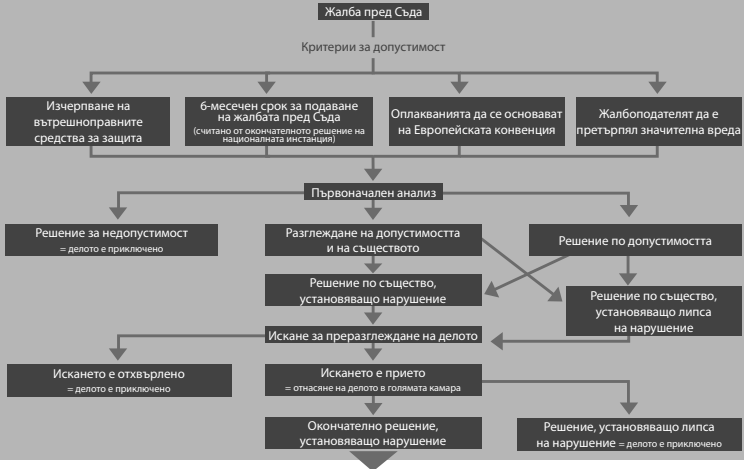 Жалба пред Съда
Критерии за допустимост
Изчерпване на
вътрешноправните
средства за защита
6-месечен срок за подаване
на жалбата пред Съда
(считано от окончателното решение на
националната инстанция)
Оплакванията да се основават
на Европейската конвенция
Жалбоподателят да е
претърпял значителна вреда
Първоначален анализ
Решение за недопустимост
= делото е приключено
Разглеждане на допустимостта
и на съществото
Решение по допустимостта
Решение по същество,
установяващо нарушение
Решение по същество,
установяващо липса
на нарушение
Искане за преразглеждане на делото
Искането е отхвърлено
= делото е приключено
Искането е прието
= отнасяне на делото в голямата камара
Окончателно решение,
установяващо нарушение
Решение, установяващо липса
на нарушение = делото е приключено